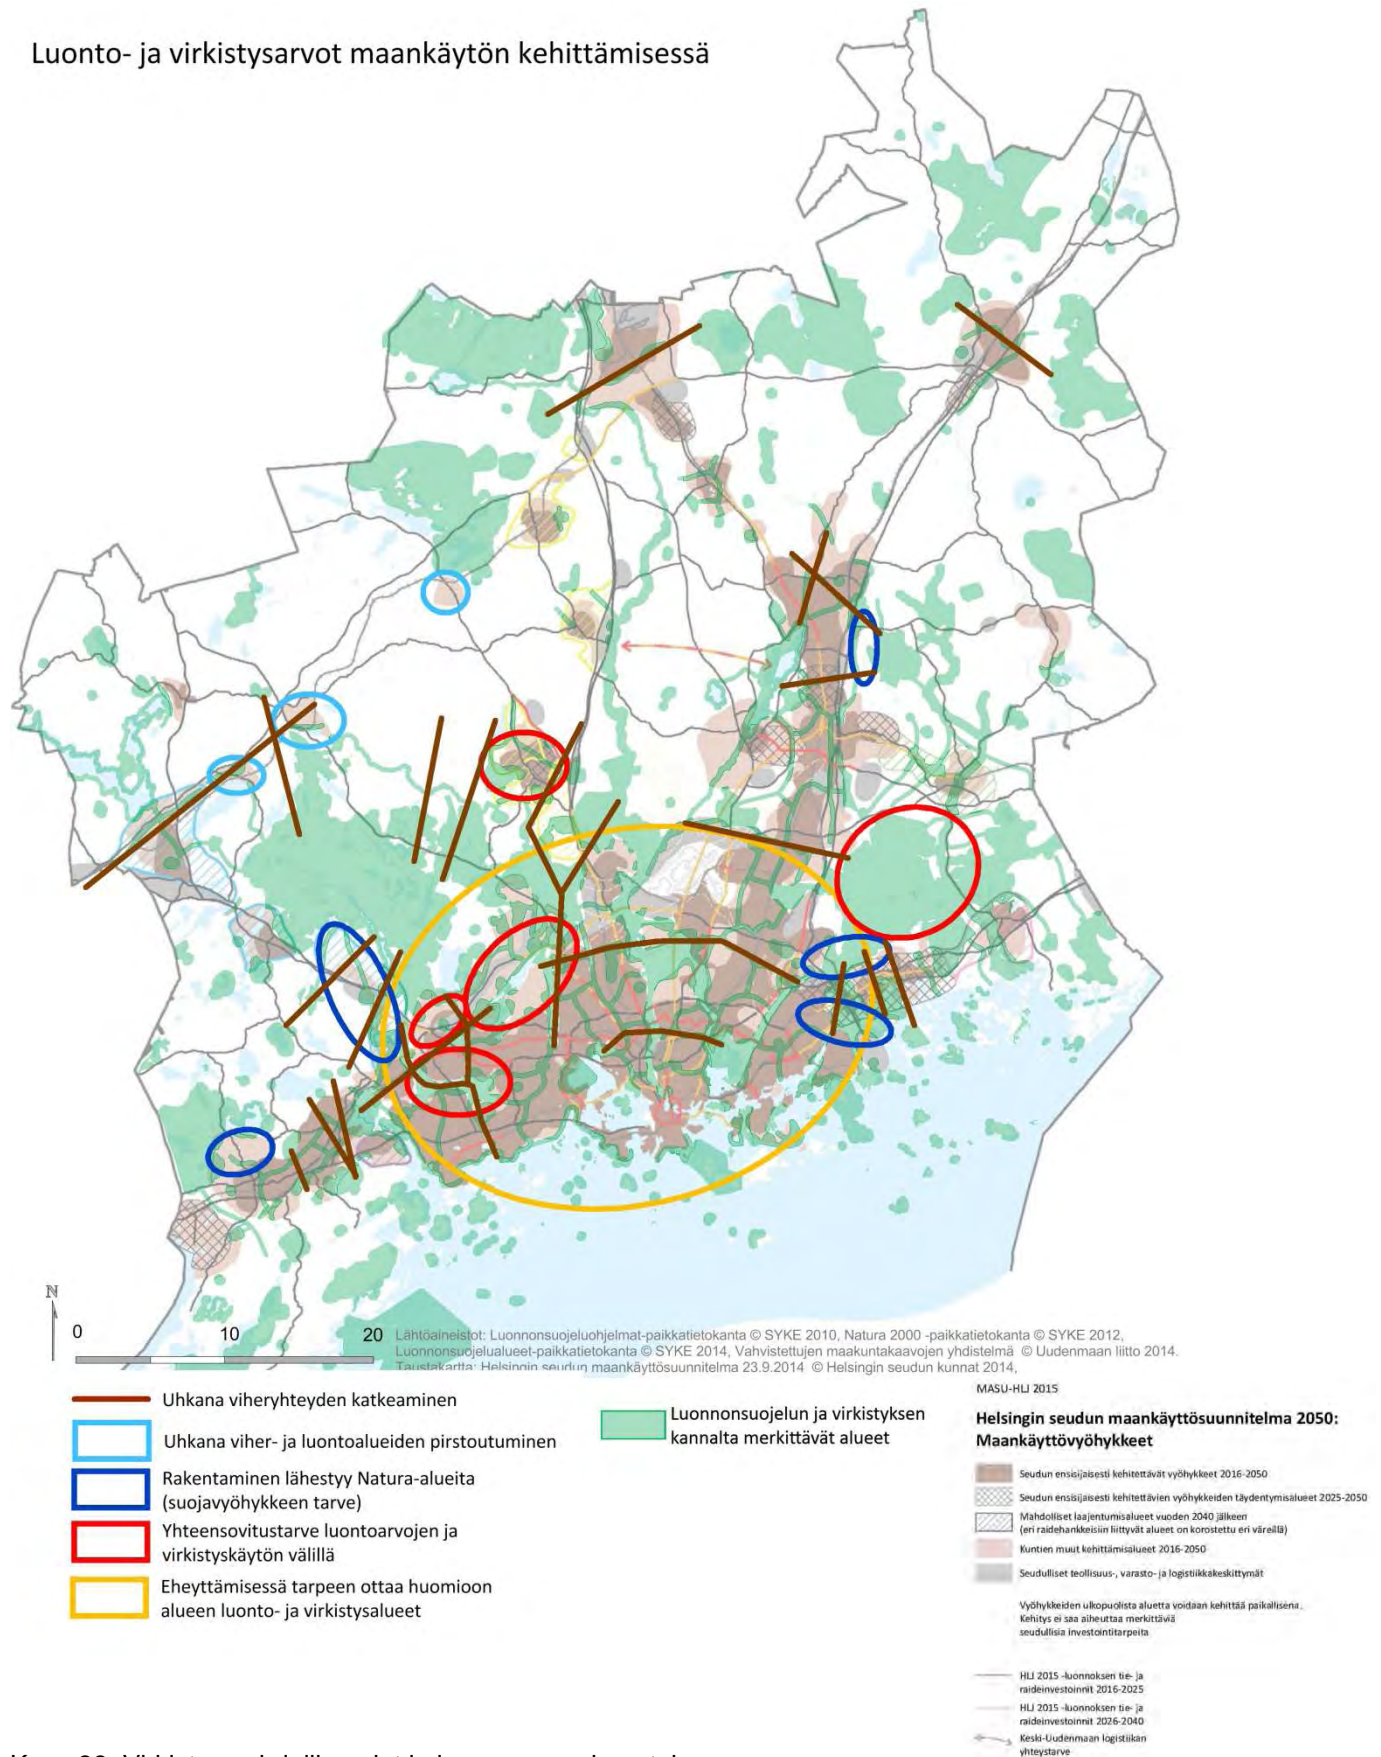 Luonto- ja virkistysarvot maankäytön kehittämisessä
N
0
10
20
Lähtöaineistot: Luonnonsuojeluohjelmat-paikkatietokanta © SYKE 2010, Natura 2000 -paikkatietokanta © SYKE 2012,
Luonnonsuojelualueet-paikkatietokanta © SYKE 2014, Vahvistettujen maakuntakaavojen yhdistelmä © Uudenmaan liitto 2014.
Taustakartta: Helsingin seudun maankäyttösuunnitelma 23.9.2014 © Helsingin seudun kunnat 2014,
Uhkana viheryhteyden katkeaminen
Uhkana viher- ja luontoalueiden pirstoutuminen
Rakentaminen lähestyy Natura-alueita
(suojavyöhykkeen tarve)
Yhteensovitustarve luontoarvojen ja
virkistyskäytön välillä
Eheyttämisessä tarpeen ottaa huomioon
alueen luonto- ja virkistysalueet
Luonnonsuojelun ja virkistyksen
kannalta merkittävät alueet
MASU-HLJ 2015
Helsingin seudun maankäyttösuunnitelma 2050:
Maankäyttövyöhykkeet
Seudun ensisijaisesti kehitettävät vyöhykkeet 2016-2050
Seudun ensisijaisesti kehitettävien vyöhykkeiden täydentymisalueet 2025-2050
Mahdolliset laajentumisalueet vuoden 2040 jälkeen
(eri raidehankkeisiin liittyvät alueet on korostettu eri väreillä)
Kuntien muut kehittämisalueet 2016-2050
Seudulliset teollisuus-, varasto- ja logistiikkakeskittymät
Vyöhykkeiden ulkopuolista aluetta voidaan kehittää paikallisena.
Kehitys ei saa aiheuttaa merkittäviä
seudullisia investointitarpeita
HLJ 2015 -luonnoksen tie- ja
raideinvestoinnit 2016-2025
HLJ 2015 -luonnoksen tie- ja
raideinvestoinnit 2026-2040
Keski-Uudenmaan logistiikan
yhteystarve